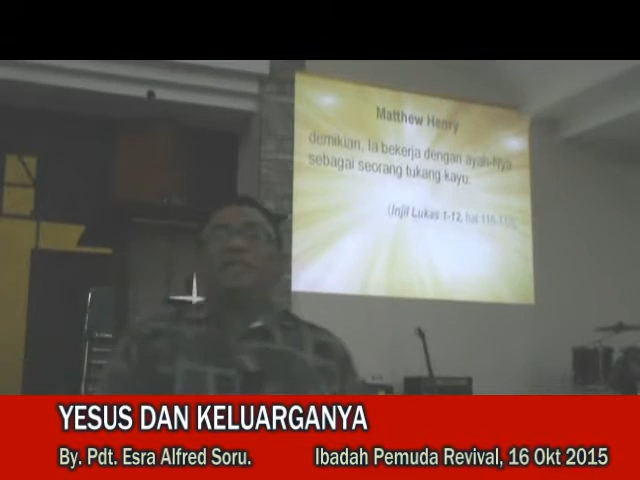 Matthew Henry
demikian, Ia bekerja dengan ayah-Nya
sebagai seorang tukang kayu.
(Injil Lukas 1-12, hal
YESUS DAN KELUARGANYA
By. Pdt. Esra Alfred Soru. Ibadah Pemuda Revival, 16 Okt 2015